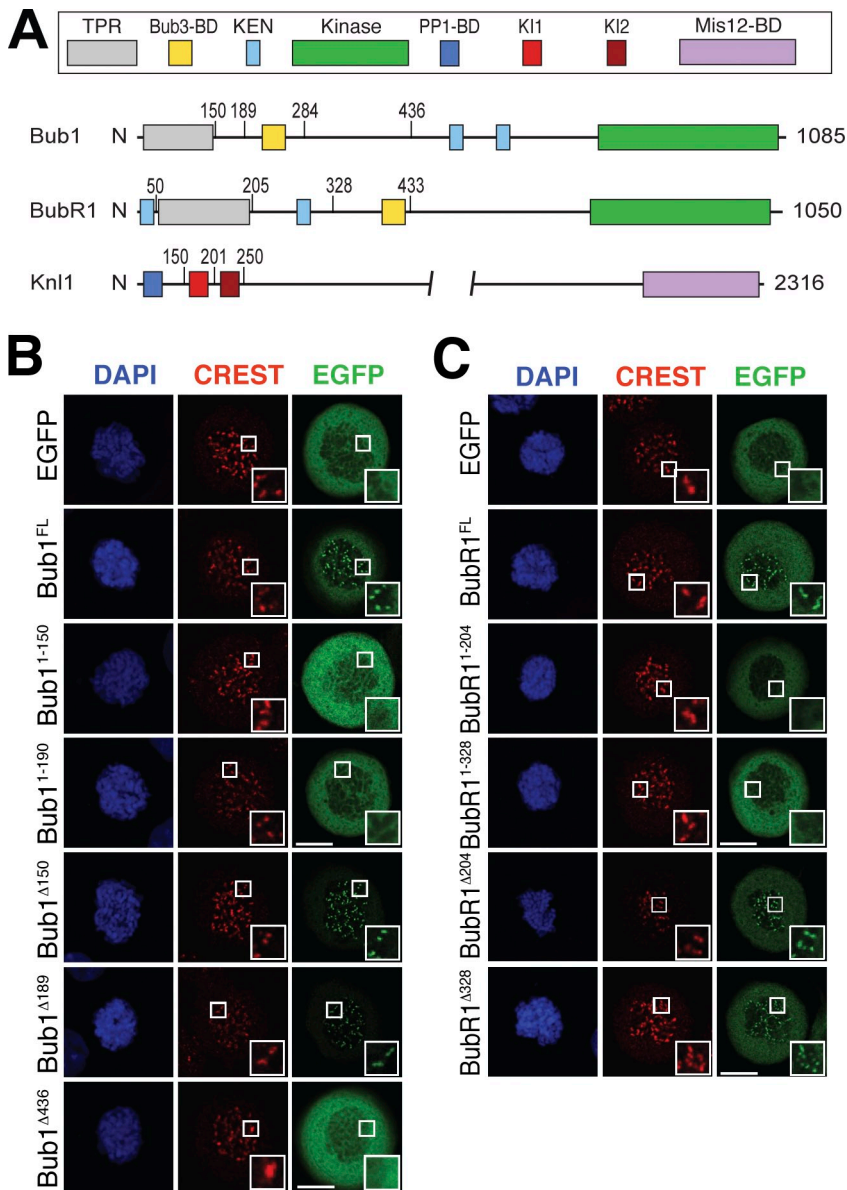 A
TPR Bub3-BD KEN Kinase PP1-BD KI1 KI2 Mis12-BD
150 189 284 436
Bub1 N 1085
50 205 328 433
BubR1 N 1050
150 201 250
Knl1 N 2316
B
DAPI CREST EGFP
EGFP
Bub1FL
Bub11-150
Bub11-190
Bub1Δ150
Bub1Δ189
Bub1Δ436
C
DAPI CREST EGFP
EGFP
BubR1FL
BubR11-204
BubR11-328
BubR1Δ204
BubR1Δ328